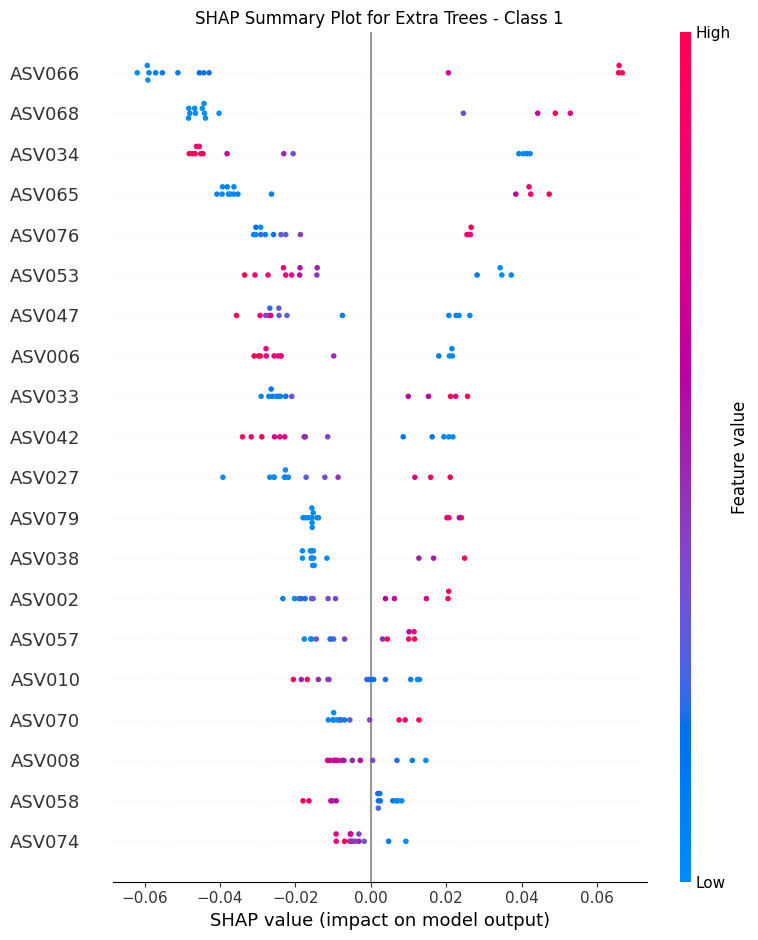 SHAP Summary Plot for Extra Trees - Class 1
High
ASV066
ASV068
ASV034
ASV065
ASV076
ASV053
ASV047
ASV006
ASV033
ASV042
ASV027
ASV079
ASV038
ASV002
ASV057
ASV010
ASV070
ASV008
ASV058
ASV074
Feature value
Low
−0.06 −0.04 −0.02 0.00 0.02 0.04 0.06
SHAP value (impact on model output)